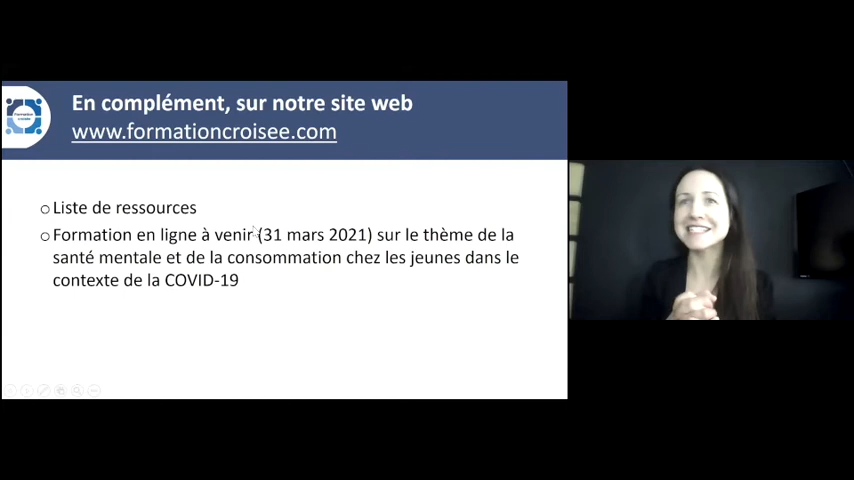 En complément, sur notre site web
www.formationcroisee.com
Formation
croisée
Liste de ressources
Formation en ligne à venir (31 mars 2021) sur le thème de la
santé mentale et de la consommation chez les jeunes dans le
contexte de la COVID-19